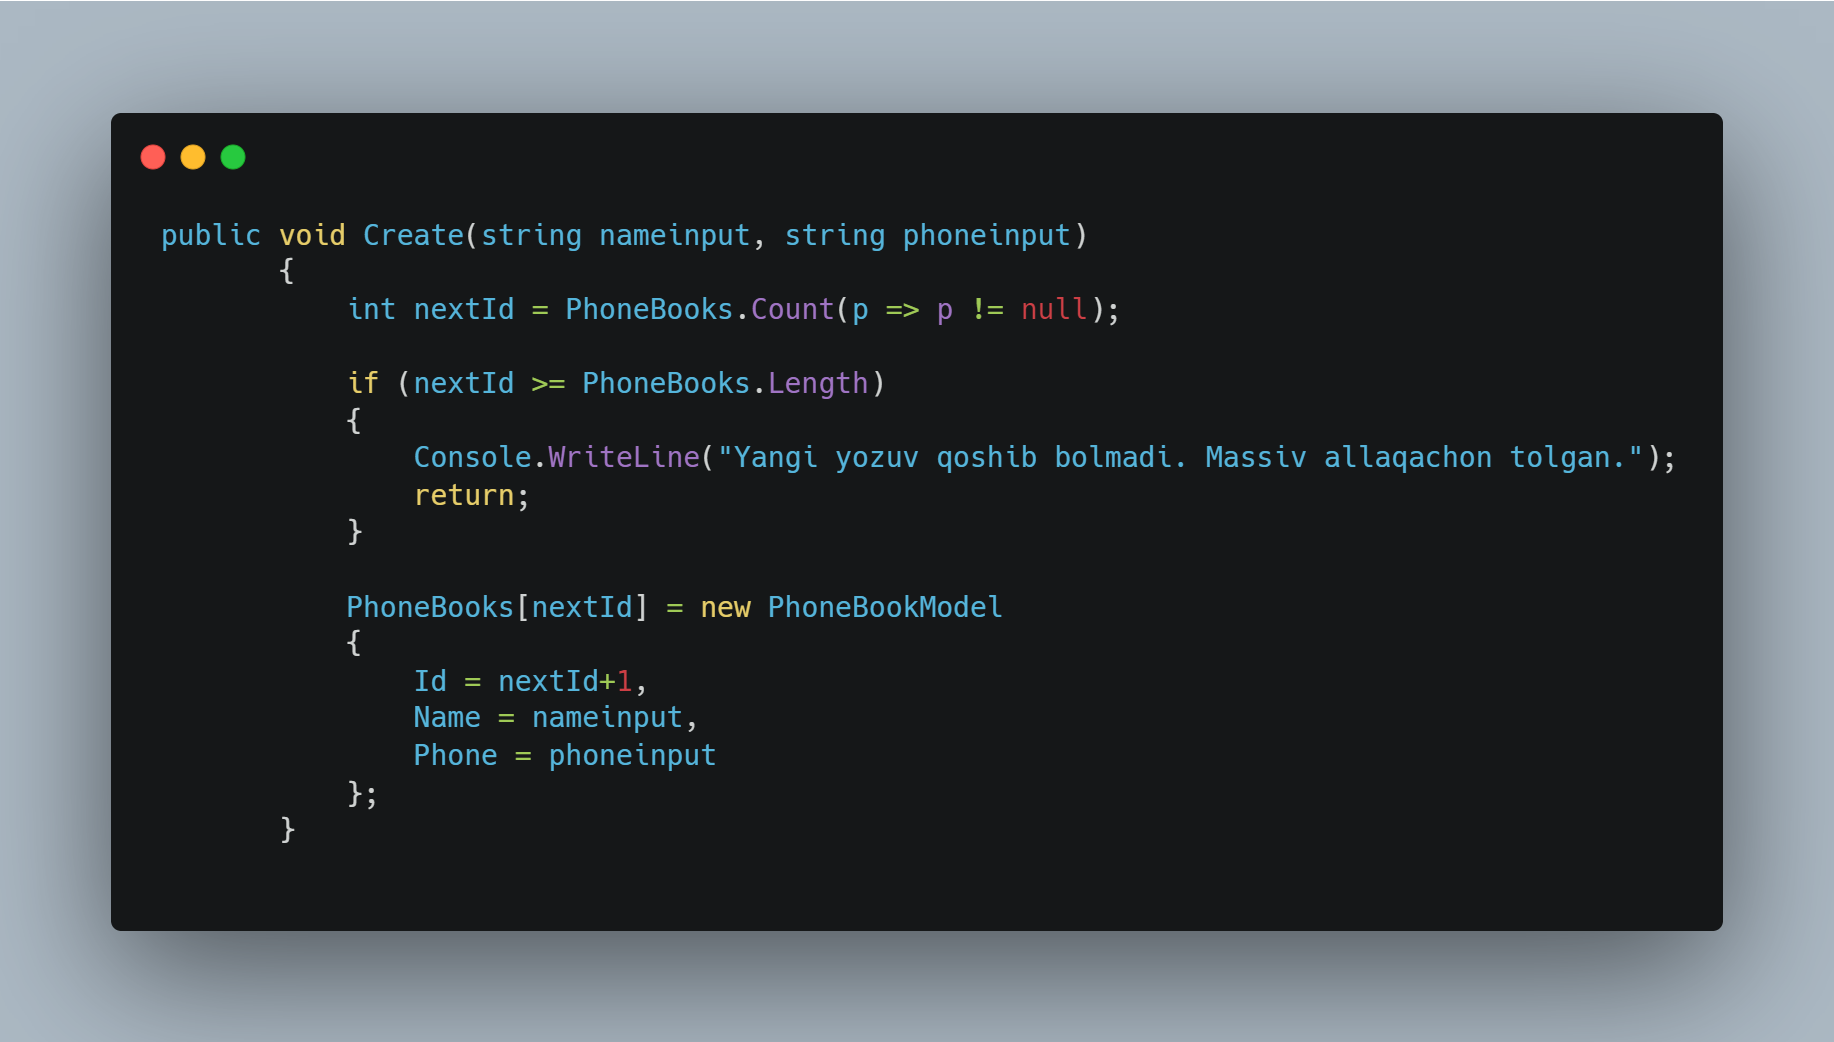 public void Create(string nameinput, string phoneinput)
{
int nextId = PhoneBooks.Count(p => p != null);
if (nextId >= PhoneBooks.Length)
{
Console.WriteLine("Yangi yozuv qoshib bolmadi. Massiv allaqachon tolgan.");
return;
}
PhoneBooks[nextId] = new PhoneBookModel
{
Id = nextId+1,
Name = nameinput,
Phone = phoneinput
};
}